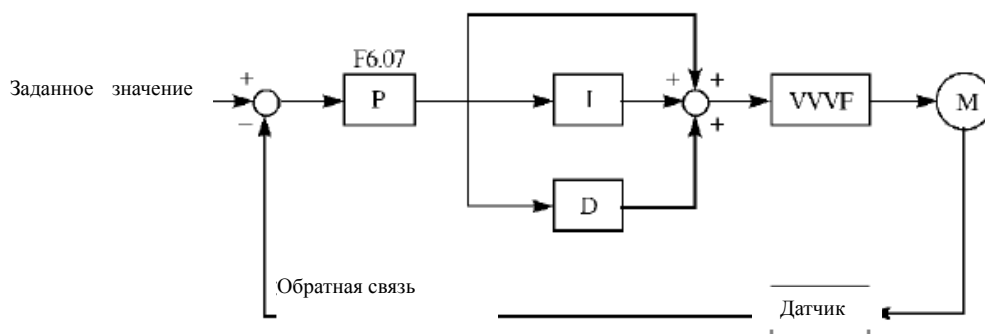 F6.07
Заданное значение
+
−
P
I
D
+
+
+
VVVF
M
Обратная связь
Датчик